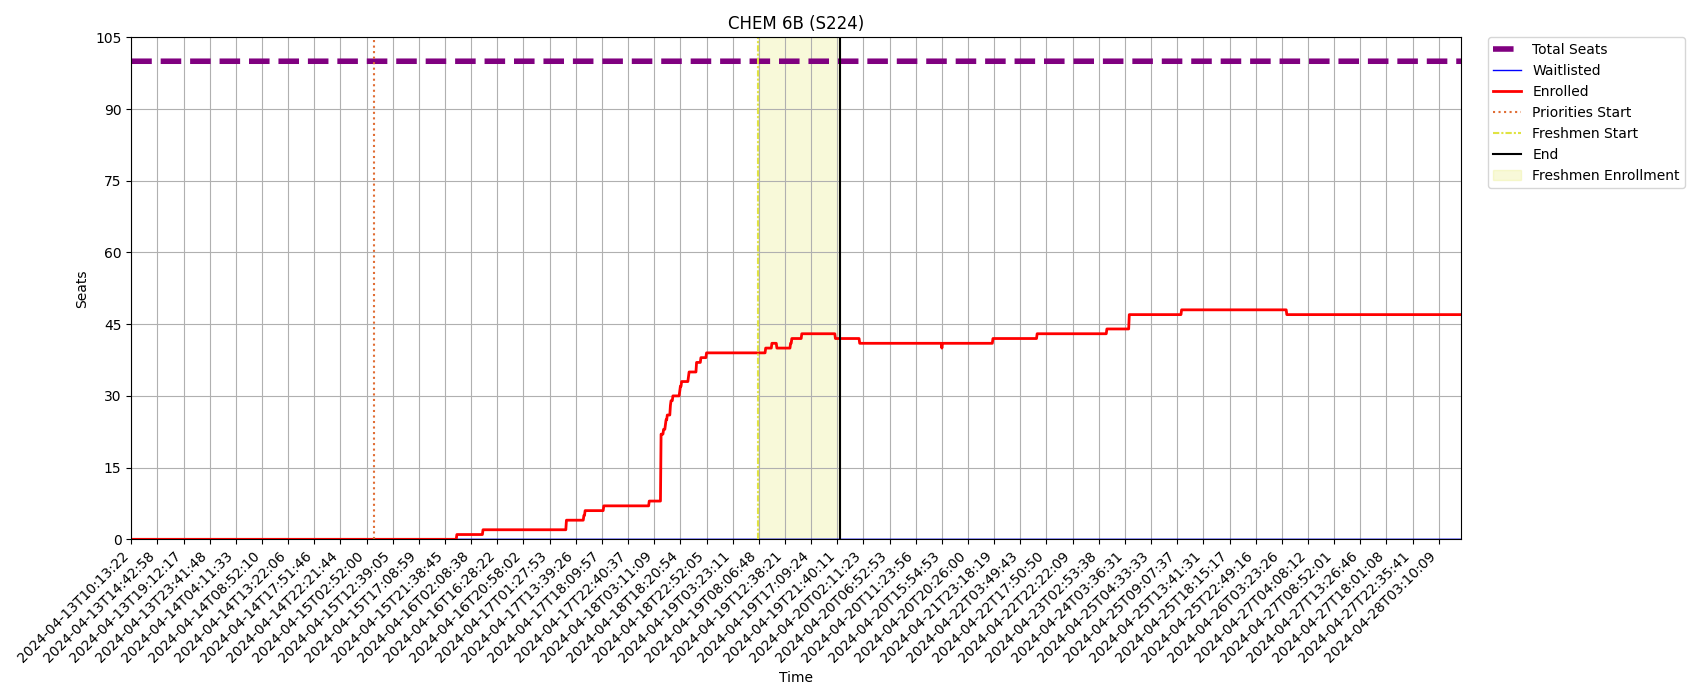 CHEM 6B (S224)
105
90
75
60
45
30
15
0
Seats
2024-04-13T10:13:22
2024-04-13T14:42:58
2024-04-13T19:12:17
2024-04-13T23:41:48
2024-04-14T04:11:33
2024-04-14T08:52:10
2024-04-14T13:22:06
2024-04-14T17:51:46
2024-04-14T22:21:44
2024-04-15T02:52:00
2024-04-15T12:39:05
2024-04-15T17:08:59
2024-04-15T21:38:45
2024-04-16T02:08:38
2024-04-16T16:28:22
2024-04-16T20:58:02
2024-04-17T01:27:53
2024-04-17T13:39:26
2024-04-17T18:09:57
2024-04-17T22:40:37
2024-04-18T03:11:09
2024-04-18T18:20:54
2024-04-18T22:52:05
2024-04-19T03:23:11
2024-04-19T08:06:48
2024-04-19T12:38:21
2024-04-19T17:09:24
2024-04-19T21:40:11
2024-04-20T02:11:23
2024-04-20T06:52:53
2024-04-20T11:23:56
2024-04-20T15:54:53
2024-04-20T20:26:00
2024-04-21T23:18:19
2024-04-22T03:49:43
2024-04-22T17:50:50
2024-04-22T22:22:09
2024-04-23T02:53:38
2024-04-24T03:36:31
2024-04-25T04:33:33
2024-04-25T09:07:37
2024-04-25T13:41:31
2024-04-25T18:15:17
2024-04-25T22:49:16
2024-04-26T03:23:26
2024-04-27T04:08:12
2024-04-27T08:52:01
2024-04-27T13:26:46
2024-04-27T18:01:08
2024-04-27T22:35:41
2024-04-28T03:10:09
Time
Total Seats
Waitlisted
Enrolled
Priorities Start
Freshmen Start
End
Freshmen Enrollment